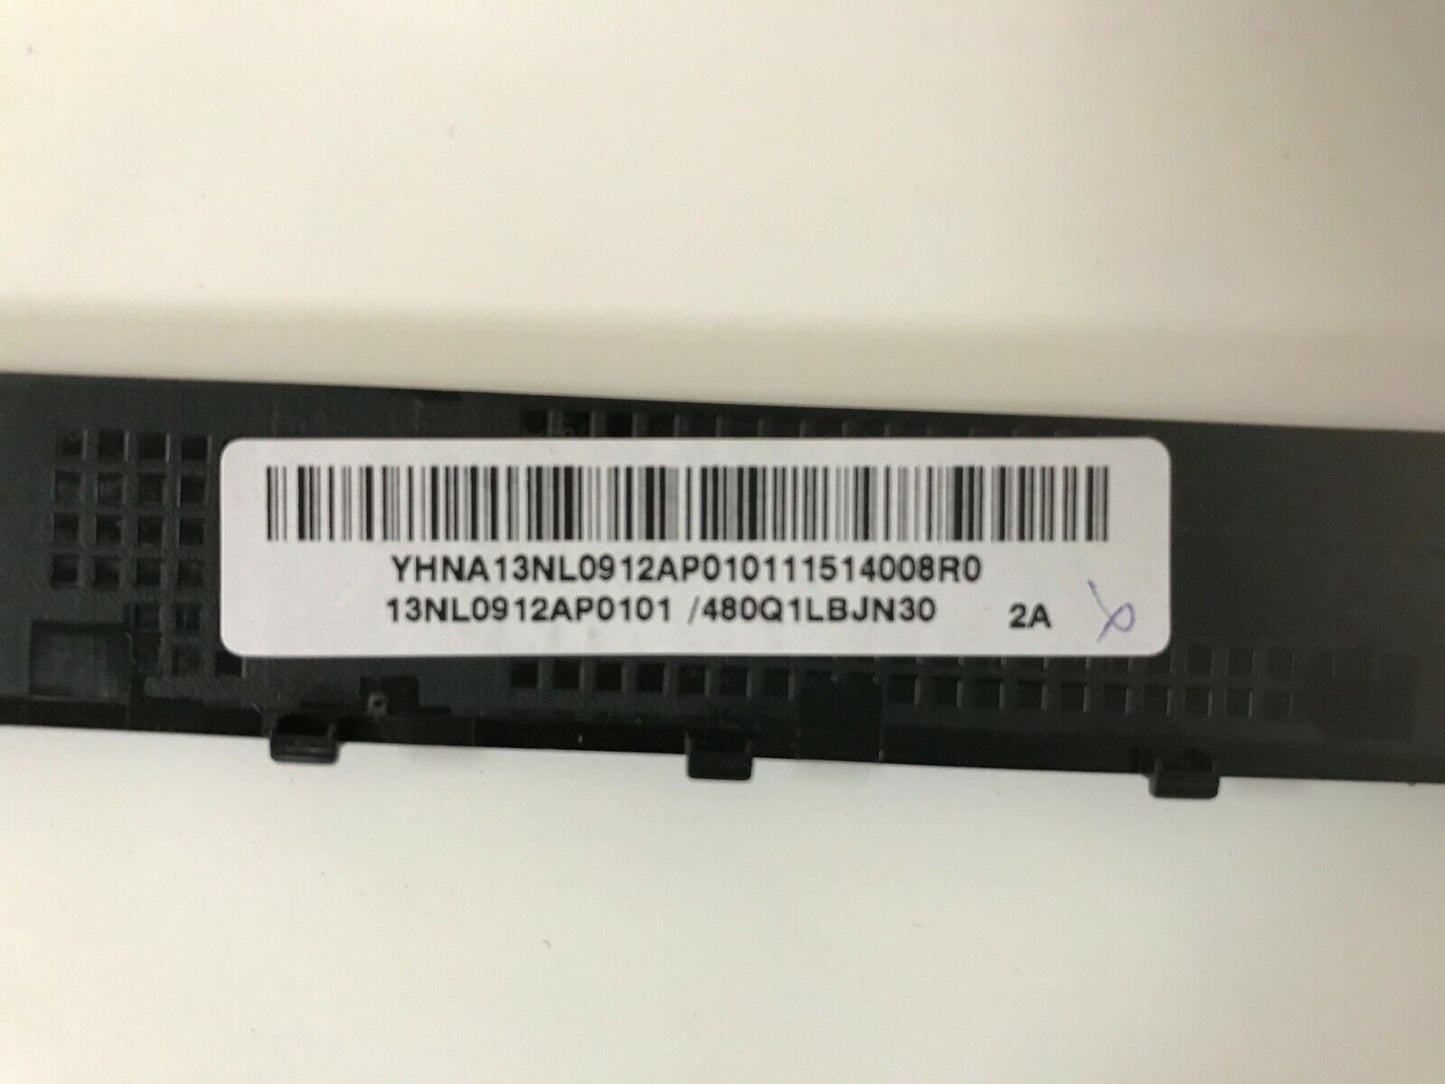 YHNA13NL0912AP010111514008R0
13NL0912AP0101 /480Q1LBJN30 2A